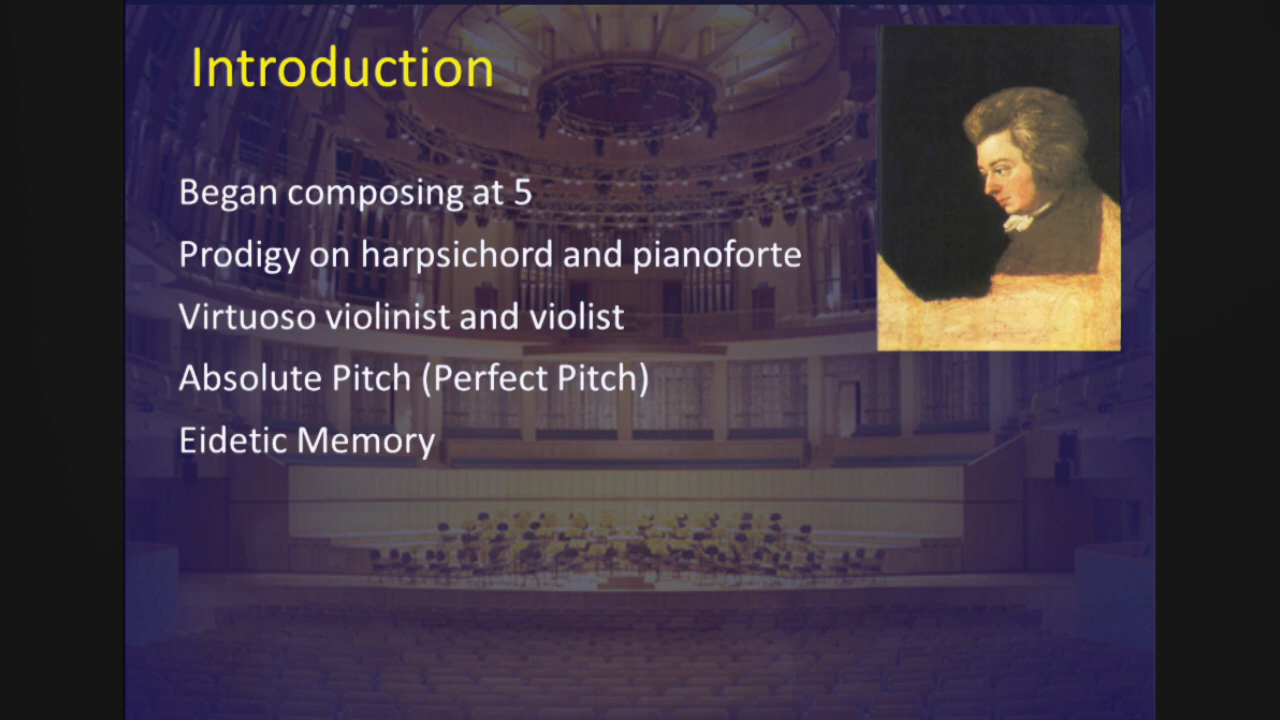 Introduction
Began composing at 5
Prodigy on harpsichord and pianoforte
Virtuoso violinist and violist
Absolute Pitch (Perfect Pitch)
Eidetic Memory